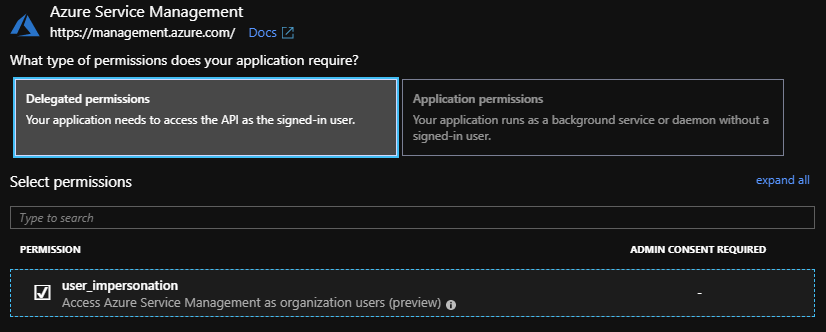 Azure Service Management
https://management.azure.com/ Docs
What type of permissions does your application require?
Delegated permissions
Your application needs to access the API as the signed-in user.
Application permissions
Your application runs as a background service or daemon without a
signed-in user.
Select permissions
expand all
Type to search
PERMISSION
ADMIN CONSENT REQUIRED
user_impersonation
Access Azure Service Management as organization users (preview)
-